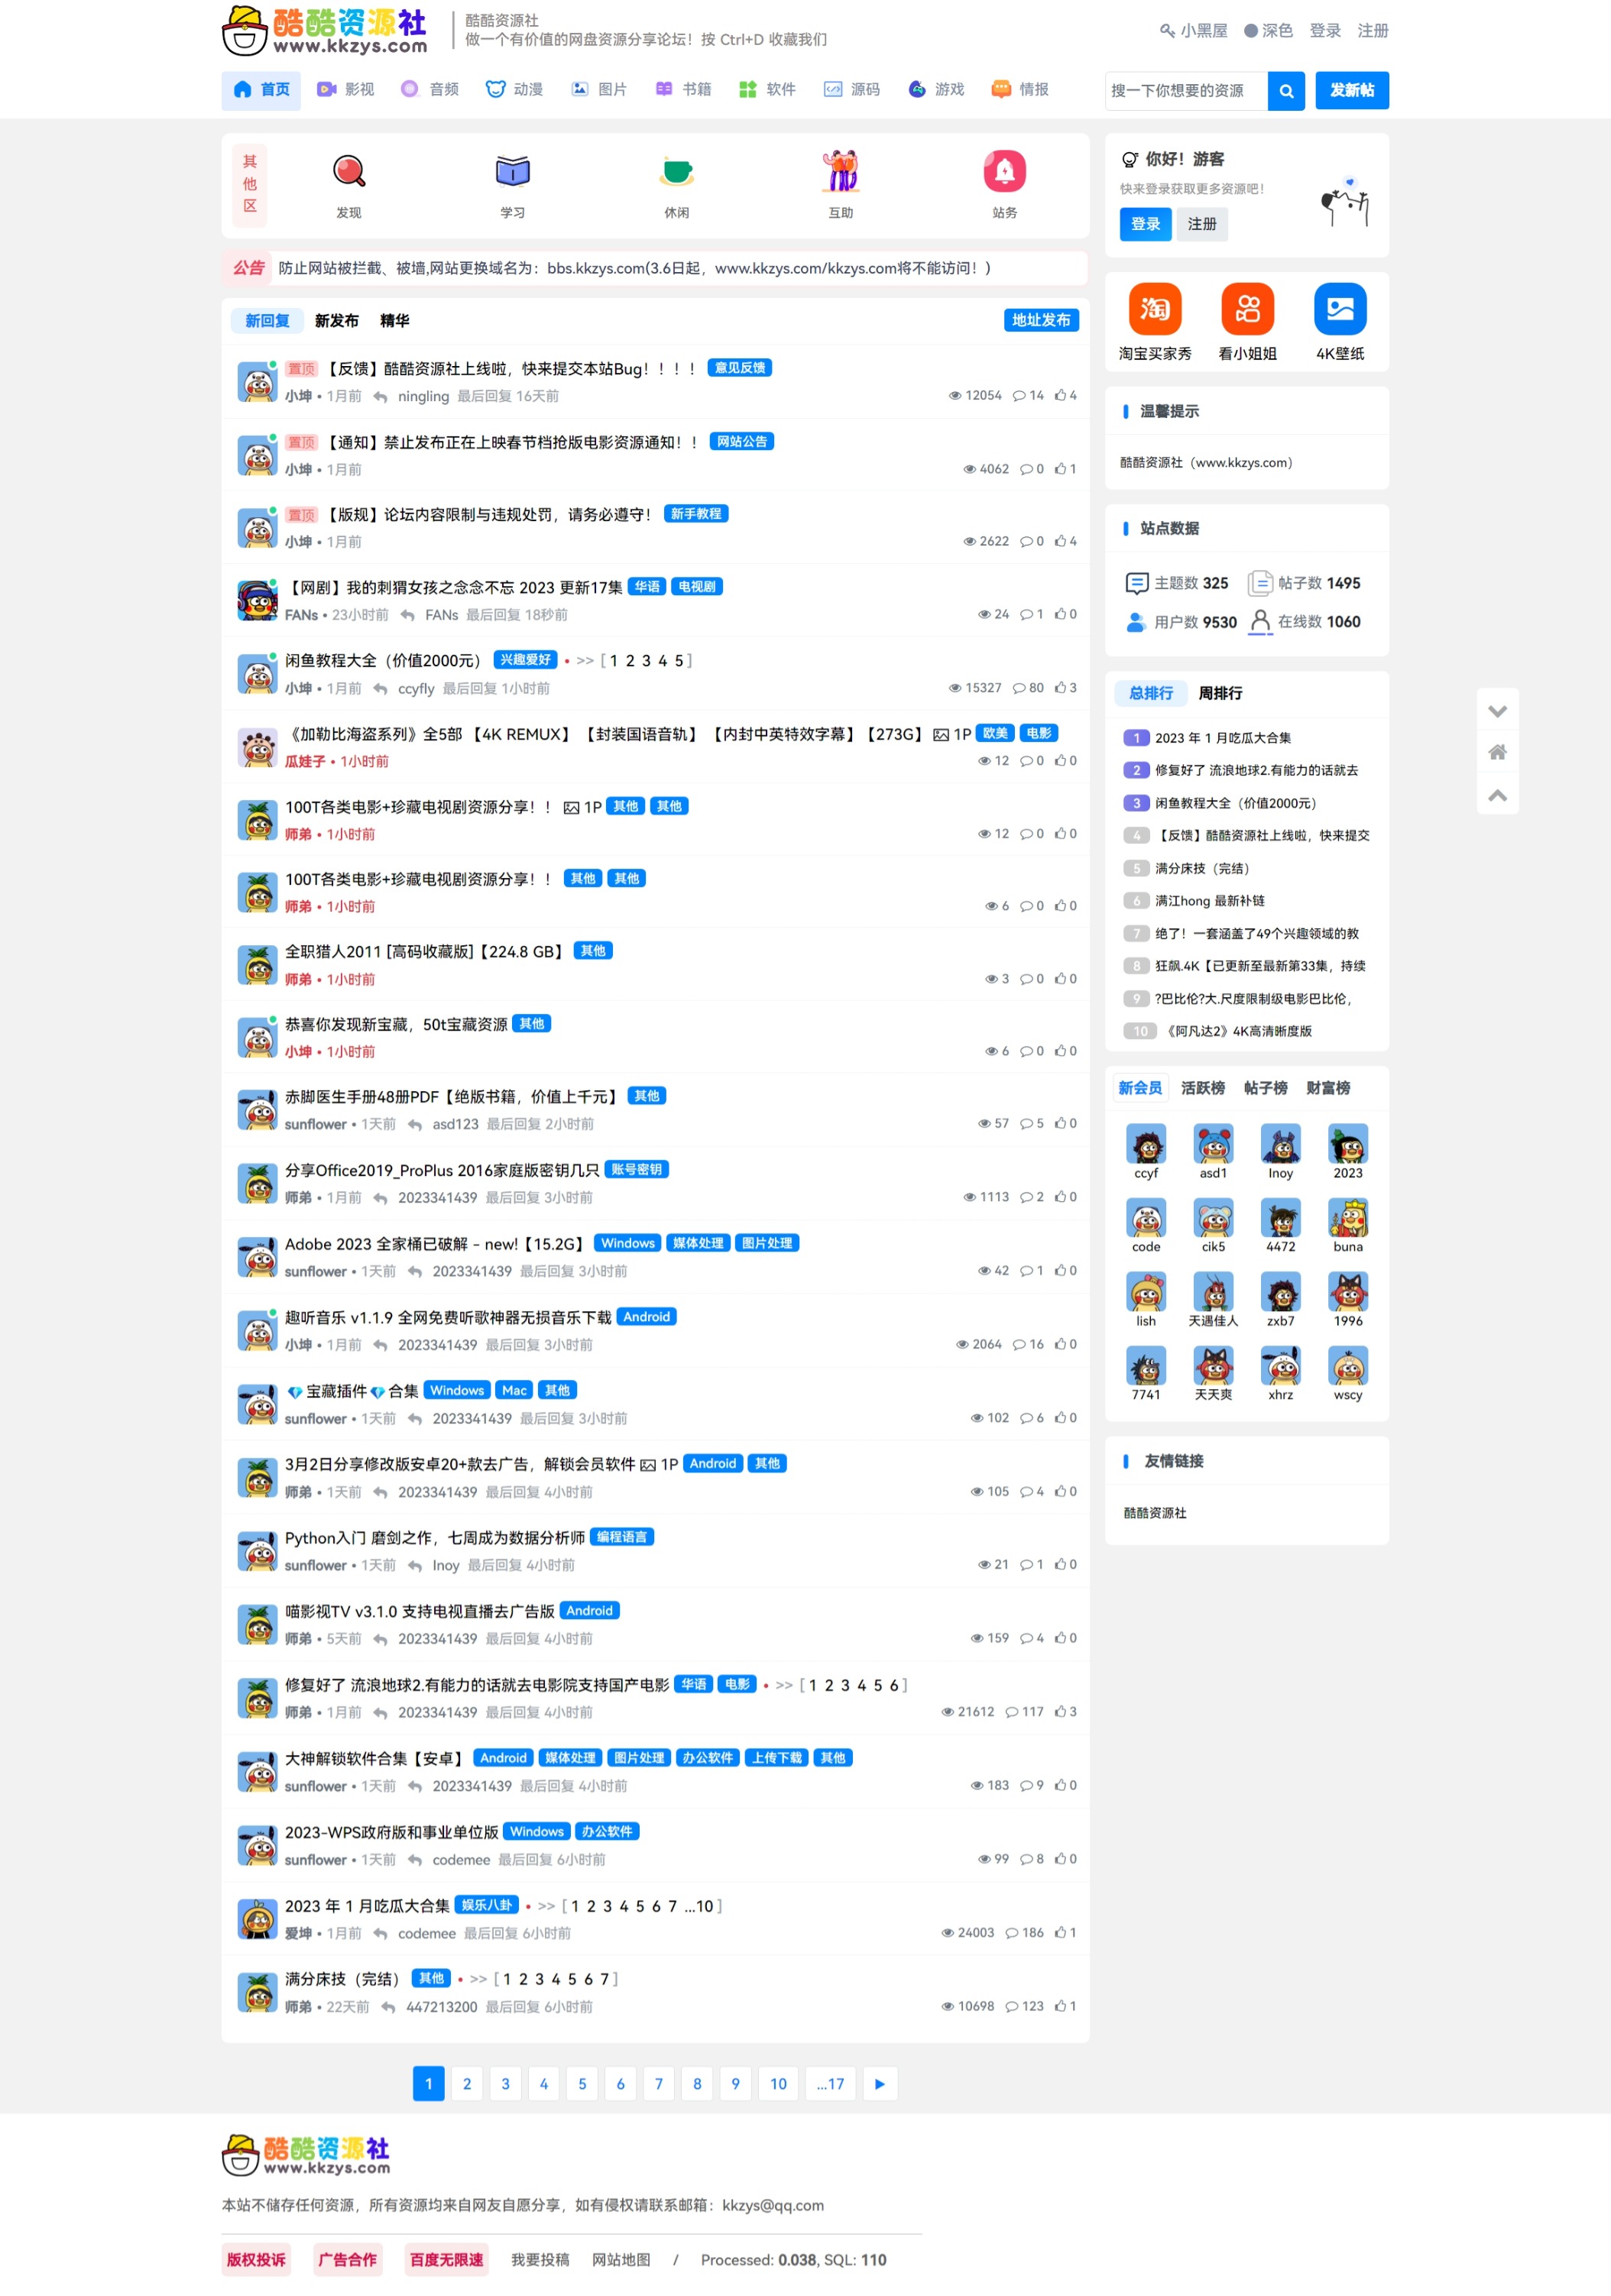 酷酷资源社
www.kkzys.com
酷酷资源社
做一个有价值的网盘资源分享论坛！按 Ctrl+D 收藏我们
小黑屋 深色 登录 注册
首页 影视 音频 动漫 图片 书籍 软件 源码 游戏 情报
搜一下你想要的资源 发新帖
其他区
发现 学习 休闲 互助 站务
公告 防止网站被拦截、被墙,网站更换域名为：bbs.kkzys.com(3.6日起，www.kkzys.com/kkzys.com将不能访问！)
新回复 新发布 精华 地址发布
置顶 【反馈】酷酷资源社上线啦，快来提交本站Bug！！！！ 意见反馈
小坤 • 1月前 ningling 最后回复 16天前 12054 14 4
置顶 【通知】禁止发布正在上映春节档抢版电影资源通知！！ 网站公告
小坤 • 1月前 4062 0 1
置顶 【版规】论坛内容限制与违规处罚，请务必遵守！ 新手教程
小坤 • 1月前 2622 0 4
【网剧】我的刺猬女孩之念念不忘 2023 更新17集 华语 电视剧
FANs • 23小时前 FANs 最后回复 18秒前 24 1 0
闲鱼教程大全（价值2000元） 兴趣爱好 • >> [ 1 2 3 4 5 ]
小坤 • 1月前 ccyfly 最后回复 1小时前 15327 80 3
《加勒比海盗系列》全5部 【4K REMUX】 【封装国语音轨】 【内封中英特效字幕】【273G】 1P 欧美 电影
瓜娃子 • 1小时前 12 0 0
100T各类电影+珍藏电视剧资源分享！！ 1P 其他 其他
师弟 • 1小时前 12 0 0
100T各类电影+珍藏电视剧资源分享！！ 其他 其他
师弟 • 1小时前 6 0 0
全职猎人2011 [高码收藏版]【224.8 GB】 其他
师弟 • 1小时前 3 0 0
恭喜你发现新宝藏，50t宝藏资源 其他
小坤 • 1小时前 6 0 0
赤脚医生手册48册PDF【绝版书籍，价值上千元】 其他
sunflower • 1天前 asd123 最后回复 2小时前 57 5 0
分享Office2019_ProPlus 2016家庭版密钥几只 账号密钥
师弟 • 1月前 2023341439 最后回复 3小时前 1113 2 0
Adobe 2023 全家桶已破解 – new!【15.2G】 Windows 媒体处理 图片处理
sunflower • 1天前 2023341439 最后回复 3小时前 42 1 0
趣听音乐 v1.1.9 全网免费听歌神器无损音乐下载 Android
小坤 • 1月前 2023341439 最后回复 3小时前 2064 16 0
💎宝藏插件💎合集 Windows Mac 其他
sunflower • 1天前 2023341439 最后回复 3小时前 102 6 0
3月2日分享修改版安卓20+款去广告，解锁会员软件 1P Android 其他
师弟 • 1天前 2023341439 最后回复 4小时前 105 4 0
Python入门 磨剑之作，七周成为数据分析师 编程语言
sunflower • 1天前 lnoy 最后回复 4小时前 21 1 0
喵影视TV v3.1.0 支持电视直播去广告版 Android
师弟 • 5天前 2023341439 最后回复 4小时前 159 4 0
修复好了 流浪地球2.有能力的话就去电影院支持国产电影 华语 电影 • >> [ 1 2 3 4 5 6 ]
师弟 • 1月前 2023341439 最后回复 4小时前 21612 117 3
大神解锁软件合集【安卓】 Android 媒体处理 图片处理 办公软件 上传下载 其他
sunflower • 1天前 2023341439 最后回复 4小时前 183 9 0
2023-WPS政府版和事业单位版 Windows 办公软件
sunflower • 1天前 codemee 最后回复 6小时前 99 8 0
2023 年 1 月吃瓜大合集 娱乐八卦 • >> [ 1 2 3 4 5 6 7 ...10 ]
爱坤 • 1月前 codemee 最后回复 6小时前 24003 186 1
满分床技（完结） 其他 • >> [ 1 2 3 4 5 6 7 ]
师弟 • 22天前 447213200 最后回复 6小时前 10698 123 1
1 2 3 4 5 6 7 8 9 10 ...17 ▶
你好！游客
快来登录获取更多资源吧！
登录 注册
淘 淘宝买家秀 看小姐姐 4K壁纸
温馨提示
酷酷资源社（www.kkzys.com）
站点数据
主题数 325 帖子数 1495
用户数 9530 在线数 1060
总排行 周排行
1 2023 年 1 月吃瓜大合集
2 修复好了 流浪地球2.有能力的话就去
3 闲鱼教程大全（价值2000元）
4 【反馈】酷酷资源社上线啦，快来提交
5 满分床技（完结）
6 满江hong 最新补链
7 绝了！一套涵盖了49个兴趣领域的教
8 狂飙.4K【已更新至最新第33集，持续
9 ?巴比伦?大.尺度限制级电影巴比伦，
10 《阿凡达2》4K高清晰度版
新会员 活跃榜 帖子榜 财富榜
ccyf asd1 lnoy 2023
code cik5 4472 buna
lish 天遇佳人 zxb7 1996
7741 天天爽 xhrz wscy
友情链接
酷酷资源社
酷酷资源社
www.kkzys.com
本站不储存任何资源，所有资源均来自网友自愿分享，如有侵权请联系邮箱：kkzys@qq.com
版权投诉 广告合作 百度无限速 我要投稿 网站地图 / Processed: 0.038, SQL: 110